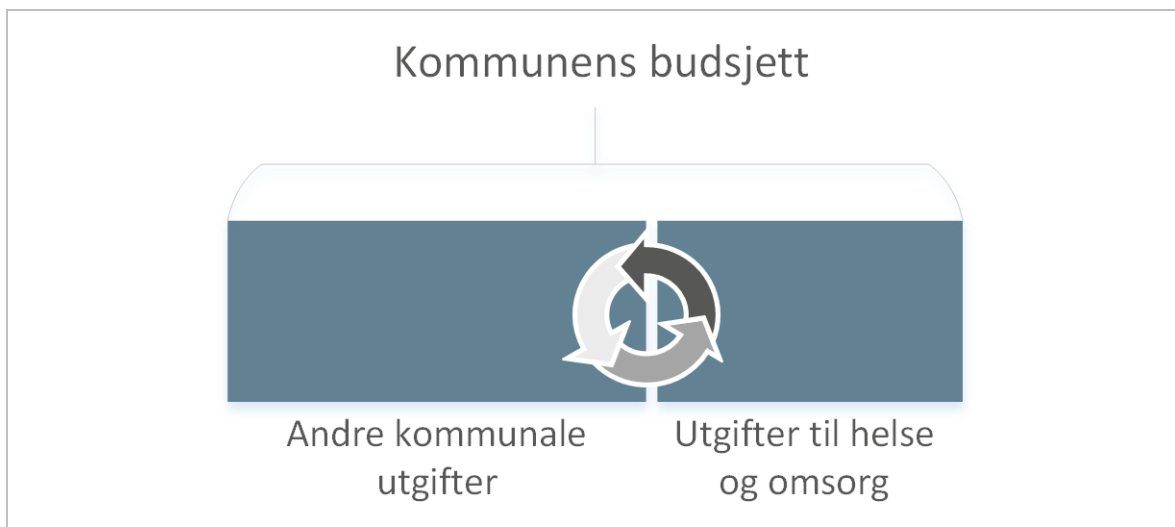 Kommunens budsjett
Andre kommunale
utgifter
Utgifter til helse
og omsorg